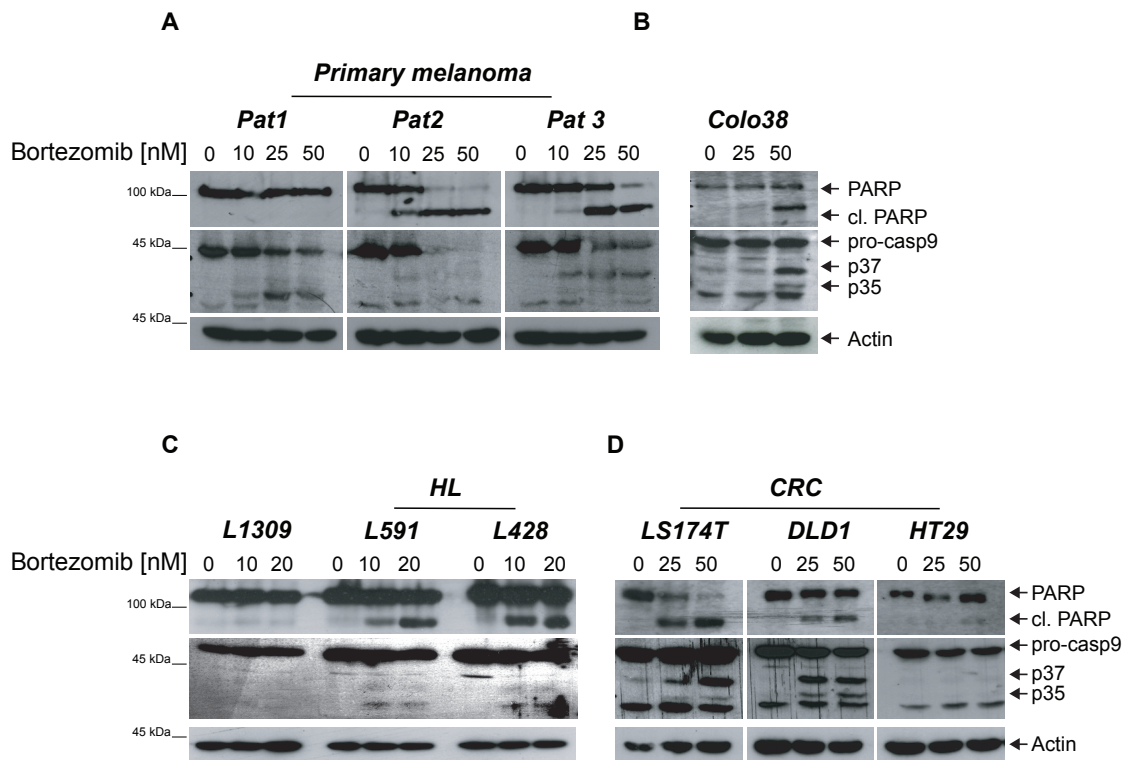 A B
Primary melanoma
Pat1 Pat2 Pat 3 Colo38
Bortezomib [nM] 0 10 25 50 0 10 25 50 0 10 25 50 0 25 50
100 kDa PARP
cl. PARP
45 kDa pro-casp9
p37
p35
45 kDa
Actin
C D
HL CRC
L1309 L591 L428 LS174T DLD1 HT29
Bortezomib [nM] 0 10 20 0 10 20 0 10 20 0 25 50 0 25 50 0 25 50
PARP
100 kDa
cl. PARP
pro-casp9
45 kDa
p37
p35
45 kDa
Actin